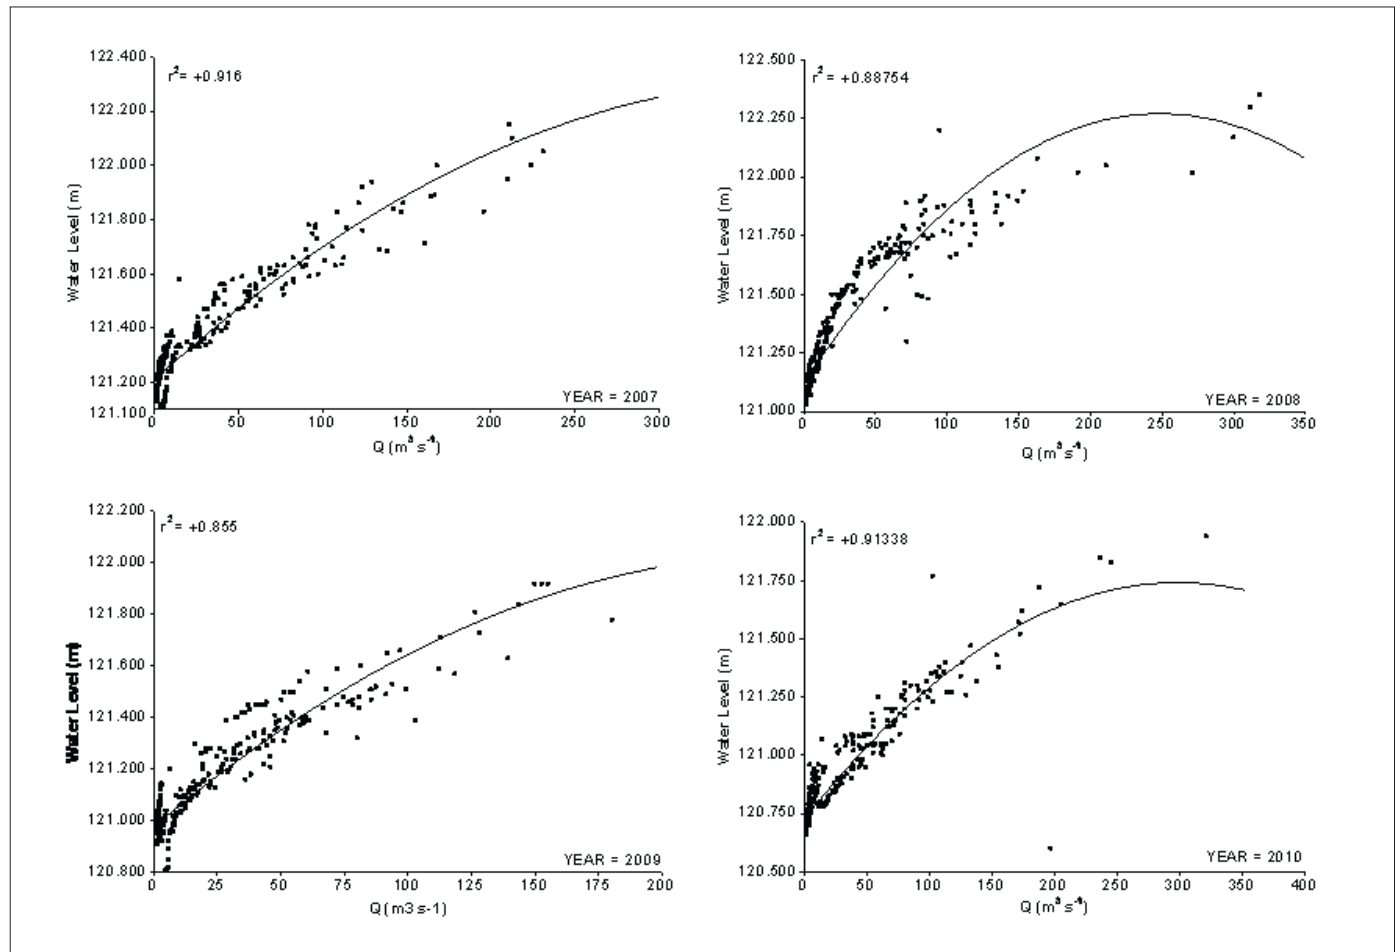 r²= +0.916
122.400
122.200
122.000
121.800
121.600
121.400
121.200
121.100
Water Level (m)
0 50 100 150 200 250 300
Q (m³ s⁻¹)
YEAR = 2007
r²= +0.88754
122.500
122.250
122.000
121.750
121.500
121.250
121.000
Water Level (m)
0 50 100 150 200 250 300 350
Q (m³ s⁻¹)
YEAR = 2008
r²= +0.855
122.200
122.000
121.800
121.600
121.400
121.200
121.000
120.800
Water Level (m)
0 25 50 75 100 125 150 175 200
Q (m3 s-1)
YEAR = 2009
r²= +0.91338
122.000
121.750
121.500
121.250
121.000
120.750
120.500
Water Level (m)
0 50 100 150 200 250 300 350 400
Q (m³ s⁻¹)
YEAR = 2010